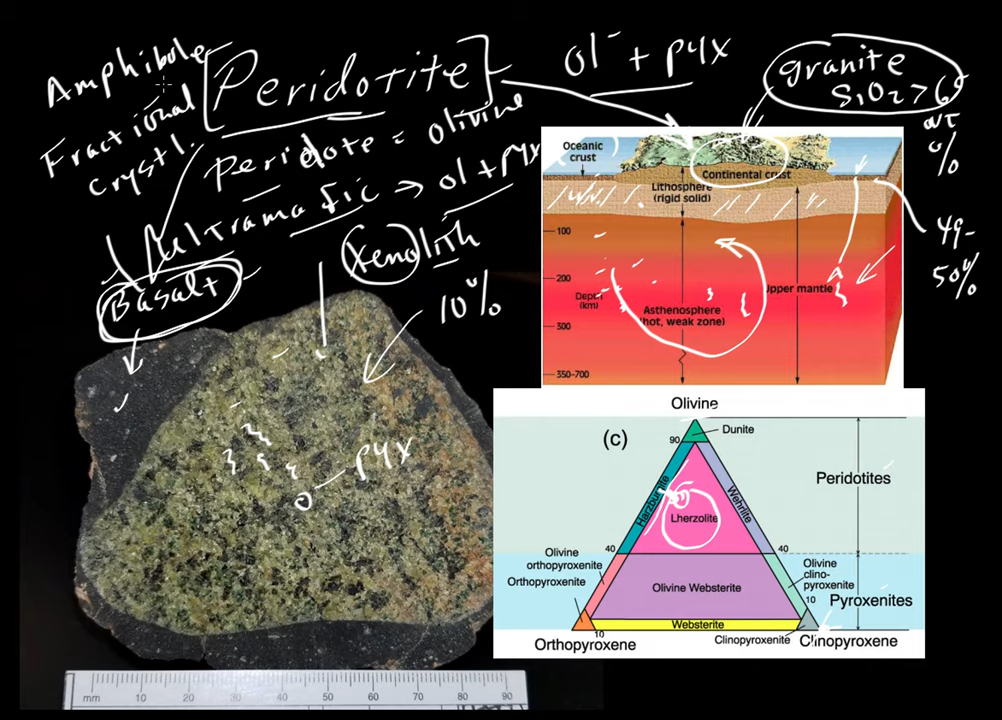 Amphibole
Fractional
crystl.
[Peridotite]
ol + pyx
granite
SiO2 > 6
wt
%
Peridote = olivine
Ultramafic → ol + pyx
Xenolith
10%
Basalt
pyx
49-
50%
Oceanic
crust
Continental crust
Lithosphere
(rigid solid)
100
200
Depth
(km)
300
350-700
Asthenosphere
(hot, weak zone)
Upper mantle
(c)
Olivine
90
Dunite
Peridotites
Harzburgite
Wehrlite
Lherzolite
40
40
Olivine
orthopyroxenite
Orthopyroxenite
Olivine Websterite
Olivine
clino-
pyroxenite
10
Pyroxenites
Websterite
10
Clinopyroxenite
Orthopyroxene
Clinopyroxene
mm 10 20 30 40 50 60 70 80 90